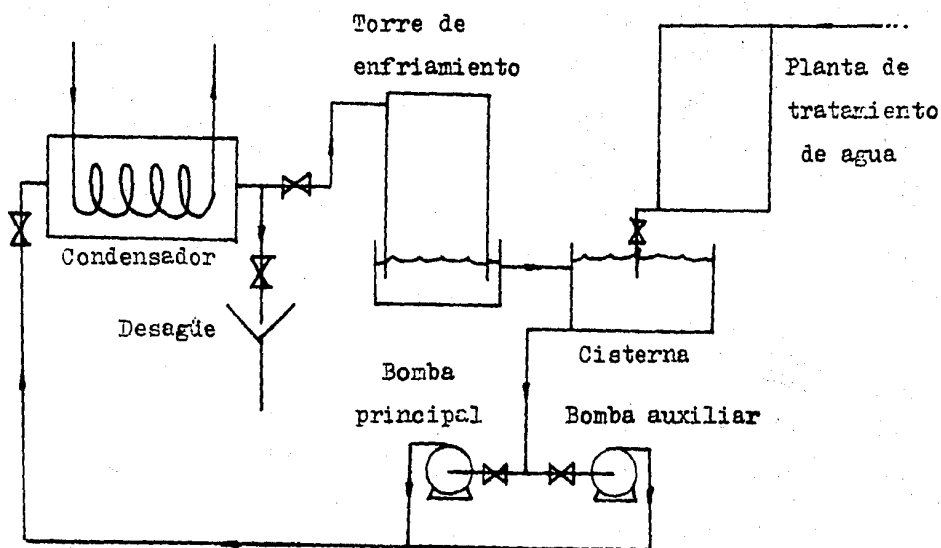 Torre de
enfriamiento
Planta de
tratamiento
de agua
Condensador
Desagüe
Cisterna
Bomba
principal
Bomba auxiliar